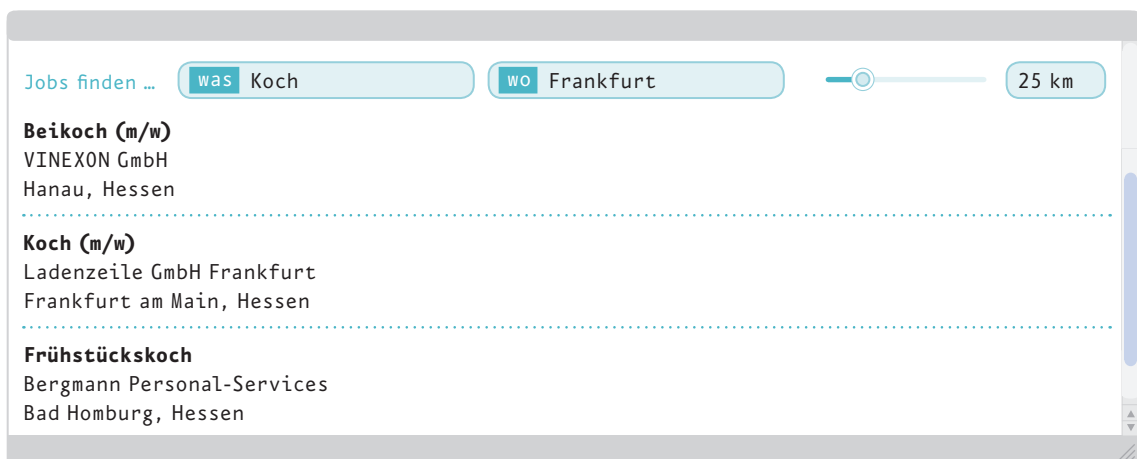 Jobs finden … was Koch wo Frankfurt 25 km
Beikoch (m/w)
VINEXON GmbH
Hanau, Hessen
Koch (m/w)
Ladenzeile GmbH Frankfurt
Frankfurt am Main, Hessen
Frühstückskoch
Bergmann Personal-Services
Bad Homburg, Hessen